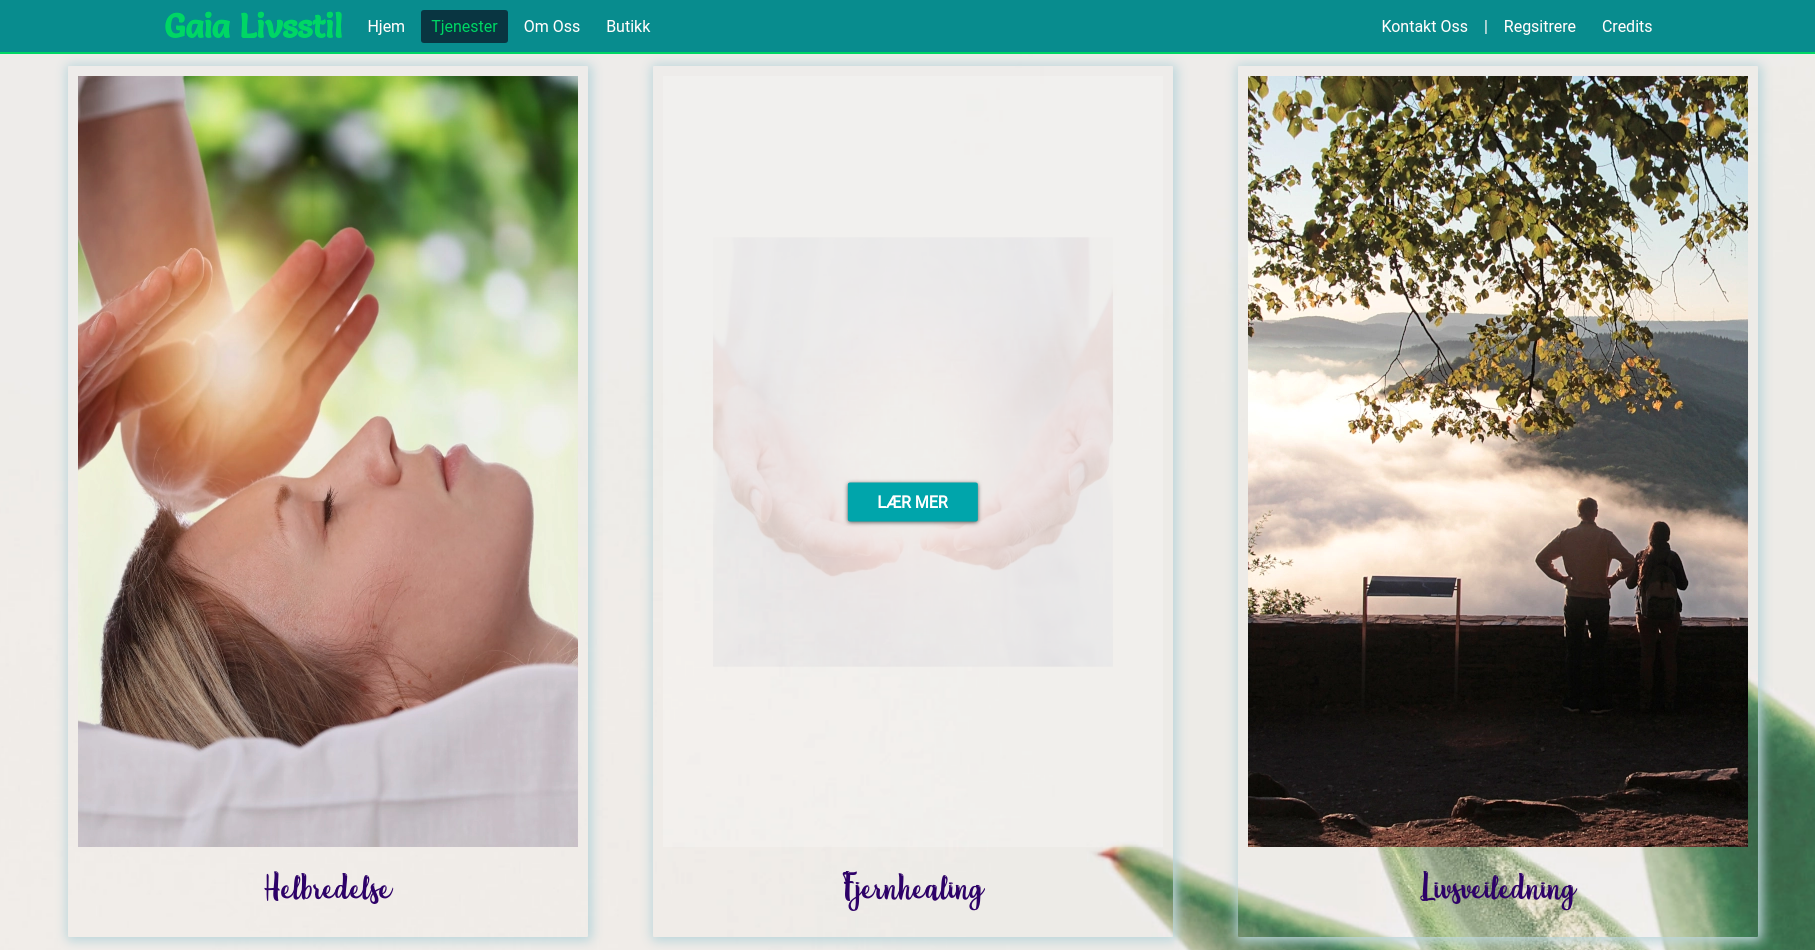 Gaia Livsstil Hjem Tjenester Om Oss Butikk Kontakt Oss | Regsitrere Credits
LÆR MER
Helbredelse Fjernhealing Livsveiledning